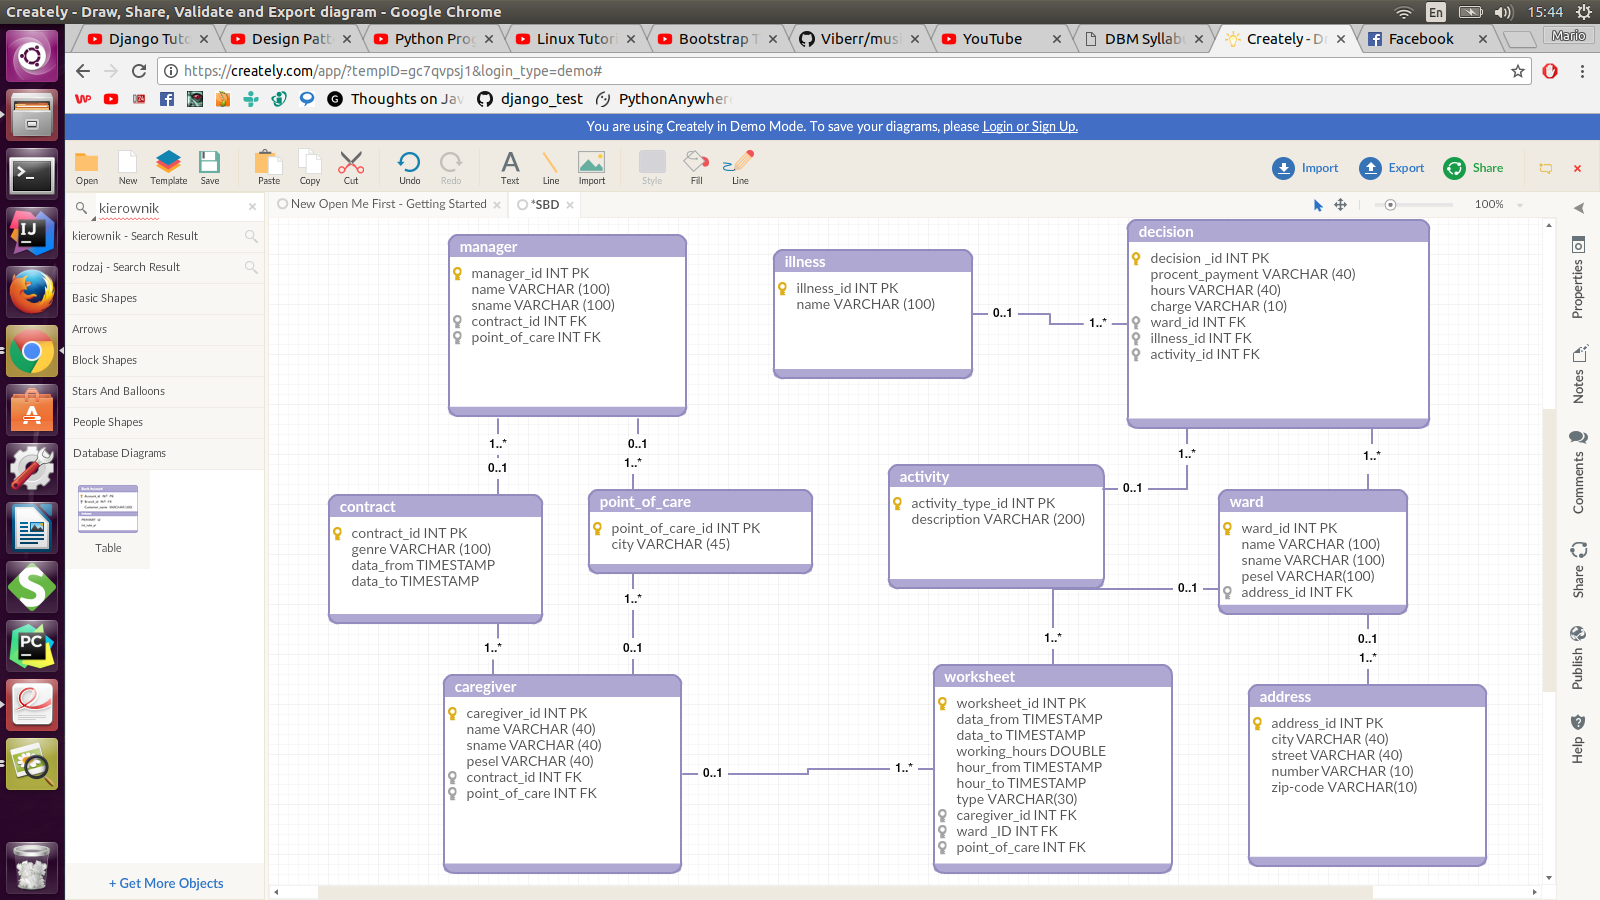 Creately - Draw, Share, Validate and Export diagram - Google Chrome
En
15:44
Django Tuto
Design Patt
Python Prog
Linux Tutori
Bootstrap T
Viberr/musi
YouTube
DBM Syllabu
Creately - Dr
Facebook
Mario
https://creately.com/app/?tempID=gc7qvpsj1&login_type=demo#
Thoughts on Jav
django_test
PythonAnywher
You are using Creately in Demo Mode. To save your diagrams, please Login or Sign Up.
Open
New
Template
Save
Paste
Copy
Cut
Undo
Redo
Text
Line
Import
Style
Fill
Line
Import
Export
Share
kierownik
New Open Me First - Getting Started
*SBD
100%
kierownik - Search Result
rodzaj - Search Result
Basic Shapes
Arrows
Block Shapes
Stars And Balloons
People Shapes
Database Diagrams
Table
+ Get More Objects
manager
manager_id INT PK
name VARCHAR (100)
sname VARCHAR (100)
contract_id INT FK
point_of_care INT FK
illness
illness_id INT PK
name VARCHAR (100)
0..1
1..*
decision
decision _id INT PK
procent_payment VARCHAR (40)
hours VARCHAR (40)
charge VARCHAR (10)
ward_id INT FK
illness_id INT FK
activity_id INT FK
1..*
0..1
0..1
1..*
1..*
0..1
1..*
contract
contract_id INT PK
genre VARCHAR (100)
data_from TIMESTAMP
data_to TIMESTAMP
point_of_care
point_of_care_id INT PK
city VARCHAR (45)
activity
activity_type_id INT PK
description VARCHAR (200)
ward
ward_id INT PK
name VARCHAR (100)
sname VARCHAR (100)
pesel VARCHAR(100)
address_id INT FK
1..*
1..*
0..1
0..1
1..*
0..1
1..*
caregiver
caregiver_id INT PK
name VARCHAR (40)
sname VARCHAR (40)
pesel VARCHAR (40)
contract_id INT FK
point_of_care INT FK
0..1
1..*
worksheet
worksheet_id INT PK
data_from TIMESTAMP
data_to TIMESTAMP
working_hours DOUBLE
hour_from TIMESTAMP
hour_to TIMESTAMP
type VARCHAR(30)
caregiver_id INT FK
ward _ID INT FK
point_of_care INT FK
address
address_id INT PK
city VARCHAR (40)
street VARCHAR (40)
number VARCHAR (10)
zip-code VARCHAR(10)
Properties
Notes
Comments
Share
Publish
Help